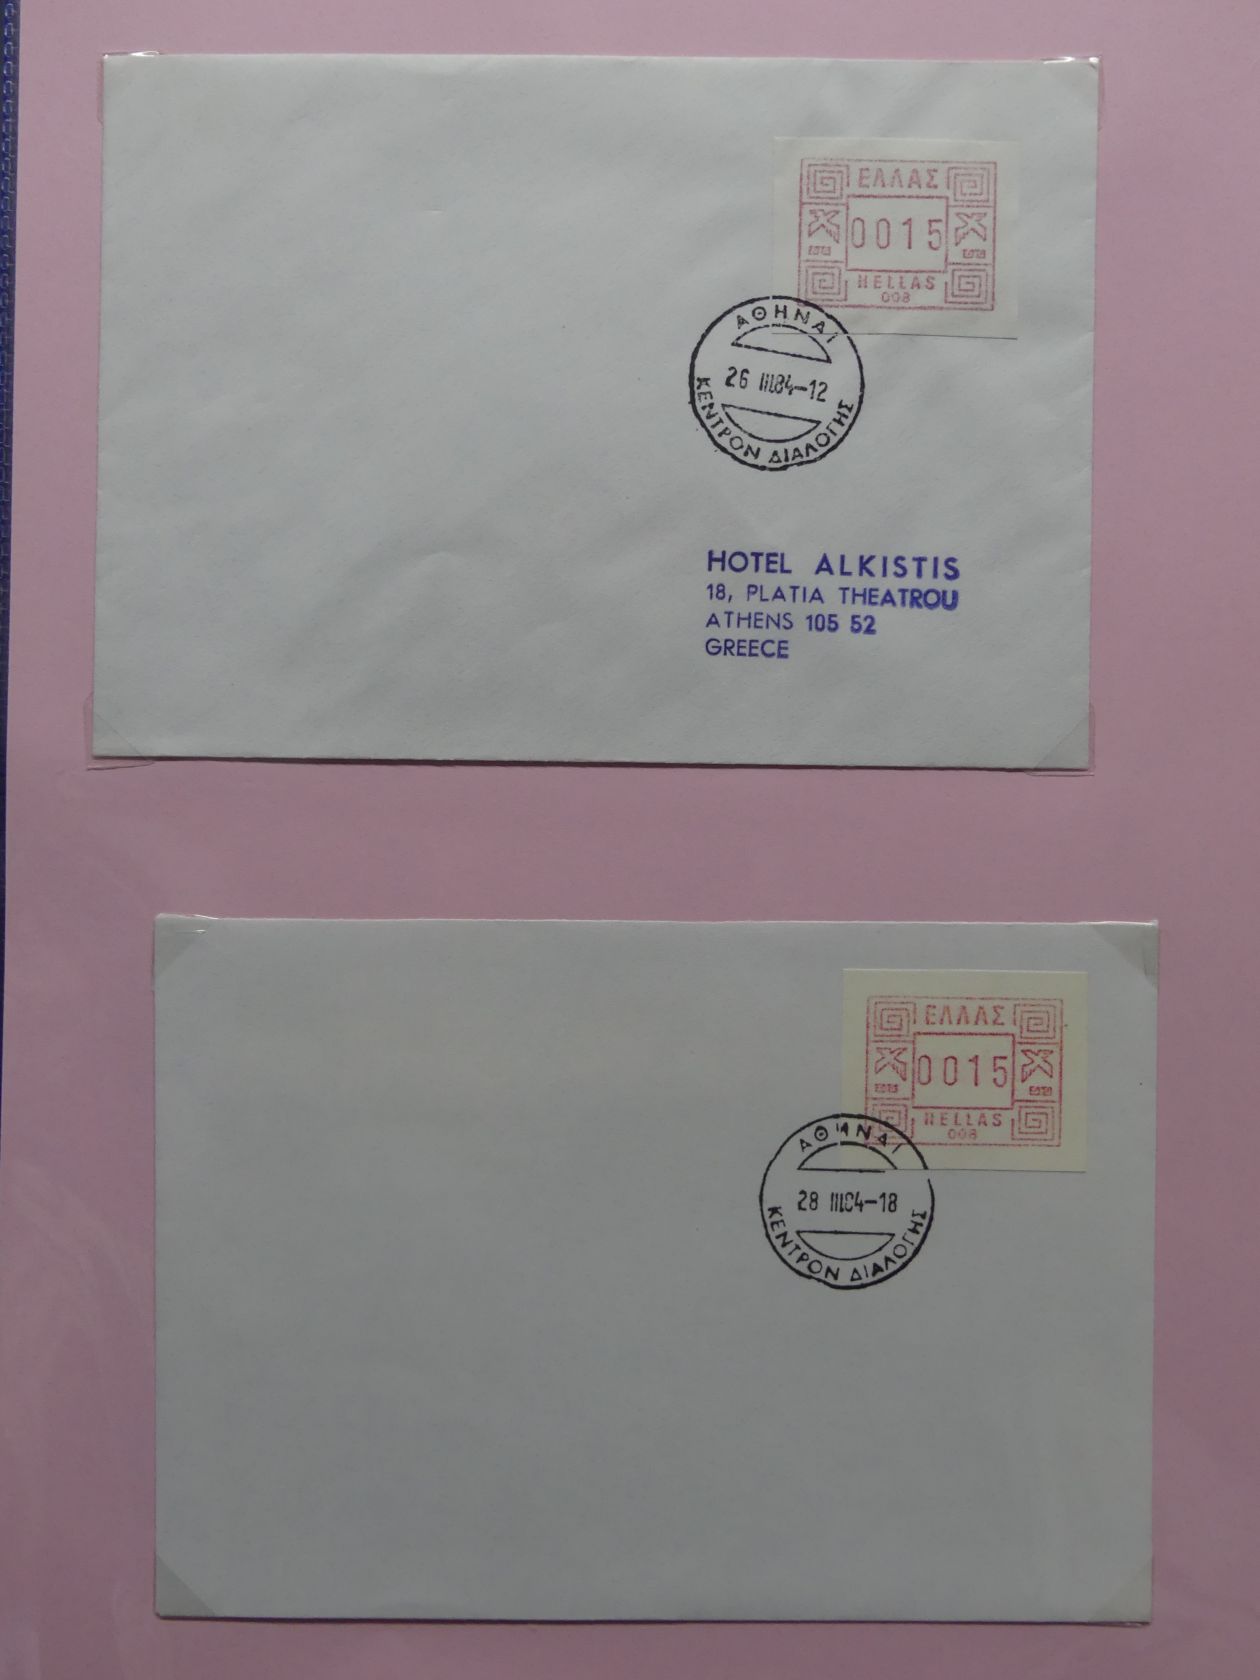 ΕΛΛΑΣ
0015
HELLAS
008
ΑΘΗΝΑΙ
26 III.84-12
ΚΕΝΤΡΟΝ ΔΙΑΛΟΓΗΣ
HOTEL ALKISTIS
18, PLATIA THEATROU
ATHENS 105 52
GREECE
ΕΛΛΑΣ
0015
HELLAS
008
ΑΘΗΝΑΙ
28 III.84-18
ΚΕΝΤΡΟΝ ΔΙΑΛΟΓΗΣ